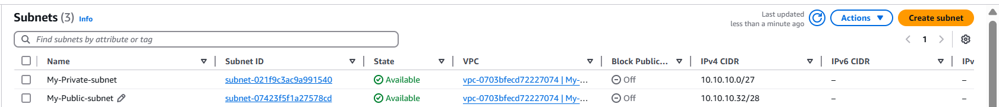 Subnets (3) Info
Last updated
less than a minute ago
Actions
Create subnet
Find subnets by attribute or tag
1
Name Subnet ID State VPC Block Public... IPv4 CIDR IPv6 CIDR IPv
My-Private-subnet subnet-021f9c3ac9a991540 Available vpc-0703bfecd72227074 | My-... Off 10.10.10.0/27 – –
My-Public-subnet subnet-07423f5f1a27578cd Available vpc-0703bfecd72227074 | My-... Off 10.10.10.32/28 – –